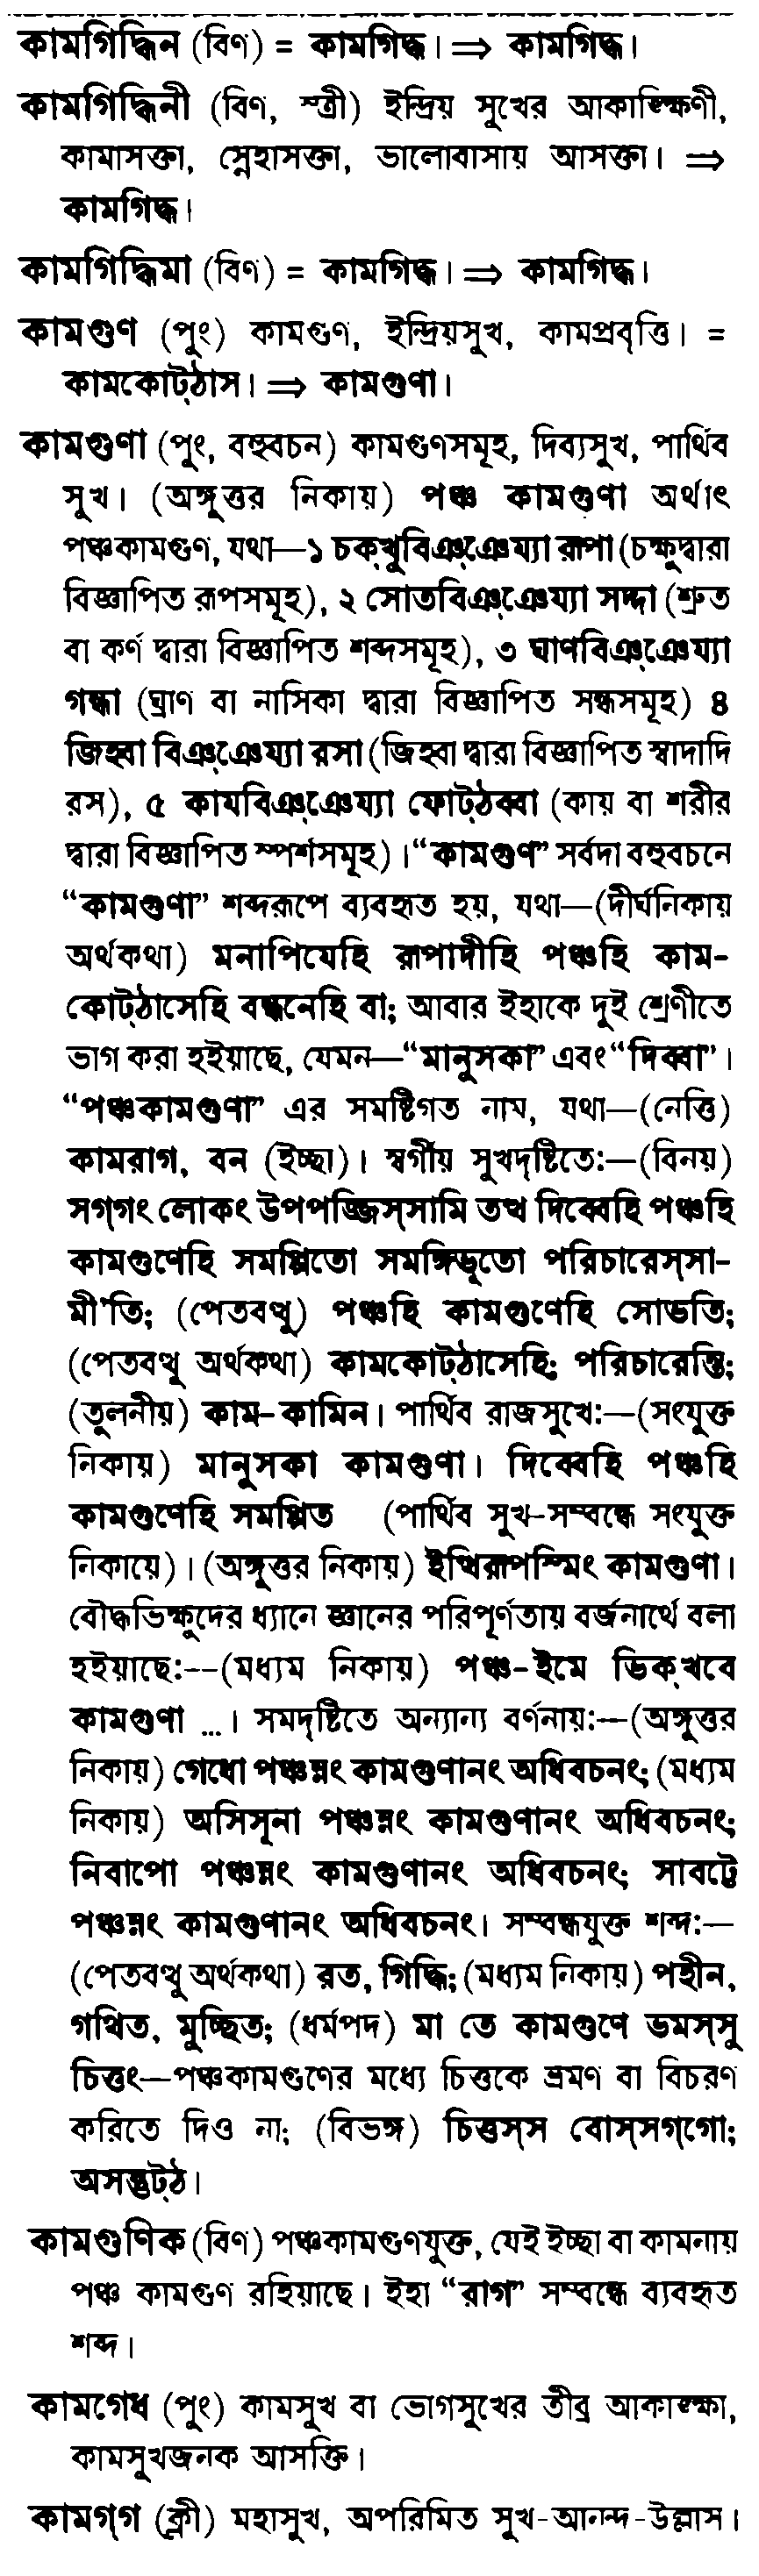 কামগিদ্ধিন (বিণ) = কামগিদ্ধ। ⇒ কামগিদ্ধ।
কামগিদ্ধিনী (বিণ, স্ত্রী) ইন্দ্রিয় সুখের আকাঙ্ক্ষিণী,
কামাসক্তা, স্নেহাসক্তা, ভালোবাসায় আসক্তা। ⇒
কামগিদ্ধ।
কামগিদ্ধিমা (বিণ) = কামগিদ্ধ। ⇒ কামগিদ্ধ।
কামগুণ (পুং) কামগুণ, ইন্দ্রিয়সুখ, কামপ্রবৃত্তি। =
কামকোট্‌ঠাস। ⇒ কামগুণা।
কামগুণা (পুং, বহুবচন) কামগুণসমূহ, দিব্যসুখ, পার্থিব
সুখ। (অঙ্গুত্তর নিকায়) পঞ্চ কামগুণা অর্থাৎ
পঞ্চকামগুণ, যথা—১ চক্‌খুবিঞ্‌ঞেয্যা রূপা (চক্ষুদ্বারা
বিজ্ঞাপিত রূপসমূহ), ২ সোতবিঞ্‌ঞেয্যা সদ্দা (শ্রুত
বা কর্ণ দ্বারা বিজ্ঞাপিত শব্দসমূহ), ৩ ঘাণবিঞ্‌ঞেয্যা
গন্ধা (ঘ্রাণ বা নাসিকা দ্বারা বিজ্ঞাপিত সন্ধসমূহ) ৪
জিহ্বা বিঞ্‌ঞেয্যা রসা (জিহ্বা দ্বারা বিজ্ঞাপিত স্বাদাদি
রস), ৫ কামবিঞ্‌ঞেয্যা ফোট্‌ঠব্বা (কায় বা শরীর
দ্বারা বিজ্ঞাপিত স্পর্শসমূহ)। “কামগুণ” সর্বদা বহুবচনে
“কামগুণা” শব্দরূপে ব্যবহৃত হয়, যথা—(দীর্ঘনিকায়
অর্থকথা) মনাপিযেহি রূপাদীহি পঞ্চহি কাম-
কোট্‌ঠাসেহি বন্ধনেহি বা; আবার ইহাকে দুই শ্রেণীতে
ভাগ করা হইয়াছে, যেমন—“মানুসকা” এবং “দিব্বা”।
“পঞ্চকামগুণা” এর সমষ্টিগত নাম, যথা—(নেত্তি)
কামরাগ, বন (ইচ্ছা)। স্বর্গীয় সুখদৃষ্টিতে:—(বিনয়)
সগ্‌গং লোকং উপপজ্জিস্‌সামি তত্থ দিব্বেহি পঞ্চহি
কামগুণেহি সমপ্পিতো সমঙ্গিভূতো পরিচারেস্‌সা-
মী'তি; (পেতবত্থু) পঞ্চহি কামগুণেহি সোভতি;
(পেতবত্থু অর্থকথা) কামকোট্‌ঠাসেহি; পরিচারেন্তি;
(তুলনীয়) কাম-কামিন। পার্থিব রাজসুখে:—(সংযুক্ত
নিকায়) মানুসকা কামগুণা। দিব্বেহি পঞ্চহি
কামগুণেহি সমপ্পিত (পার্থিব সুখ-সম্বন্ধে সংযুক্ত
নিকায়ে)। (অঙ্গুত্তর নিকায়) ইত্থিরূপস্মিং কামগুণা।
বৌদ্ধভিক্ষুদের ধ্যানে জ্ঞানের পরিপূর্ণতায় বর্জনার্থে বলা
হইয়াছে:--(মধ্যম নিকায়) পঞ্চ-ইমে ভিক্‌খবে
কামগুণা ...। সমদৃষ্টিতে অন্যান্য বর্ণনায়:—(অঙ্গুত্তর
নিকায়) গেধো পঞ্চন্নং কামগুণানং অধিবচনং; (মধ্যম
নিকায়) অসিসূনা পঞ্চন্নং কামগুণানং অধিবচনং;
নিবাপো পঞ্চন্নং কামগুণানং অধিবচনং; সাবট্টে
পঞ্চন্নং কামগুণানং অধিবচনং। সম্বন্ধযুক্ত শব্দ:—
(পেতবত্থু অর্থকথা) রত, গিদ্ধি; (মধ্যম নিকায়) পহীন,
গথিত, মুচ্ছিত; (ধর্মপদ) মা তে কামগুণে ভমস্‌সু
চিত্তং—পঞ্চকামগুণের মধ্যে চিত্তকে ভ্রমণ বা বিচরণ
করিতে দিও না; (বিভঙ্গ) চিত্তস্‌স বোস্‌সগ্‌গো;
অসন্তুট্‌ঠ।
কামগুণিক (বিণ) পঞ্চকামগুণযুক্ত, যেই ইচ্ছা বা কামনায়
পঞ্চ কামগুণ রহিয়াছে। ইহা “রাগ” সম্বন্ধে ব্যবহৃত
শব্দ।
কামগেধ (পুং) কামসুখ বা ভোগসুখের তীব্র আকাঙ্ক্ষা,
কামসুখজনক আসক্তি।
কামগ্‌গ (ক্লী) মহাসুখ, অপরিমিত সুখ-আনন্দ-উল্লাস।